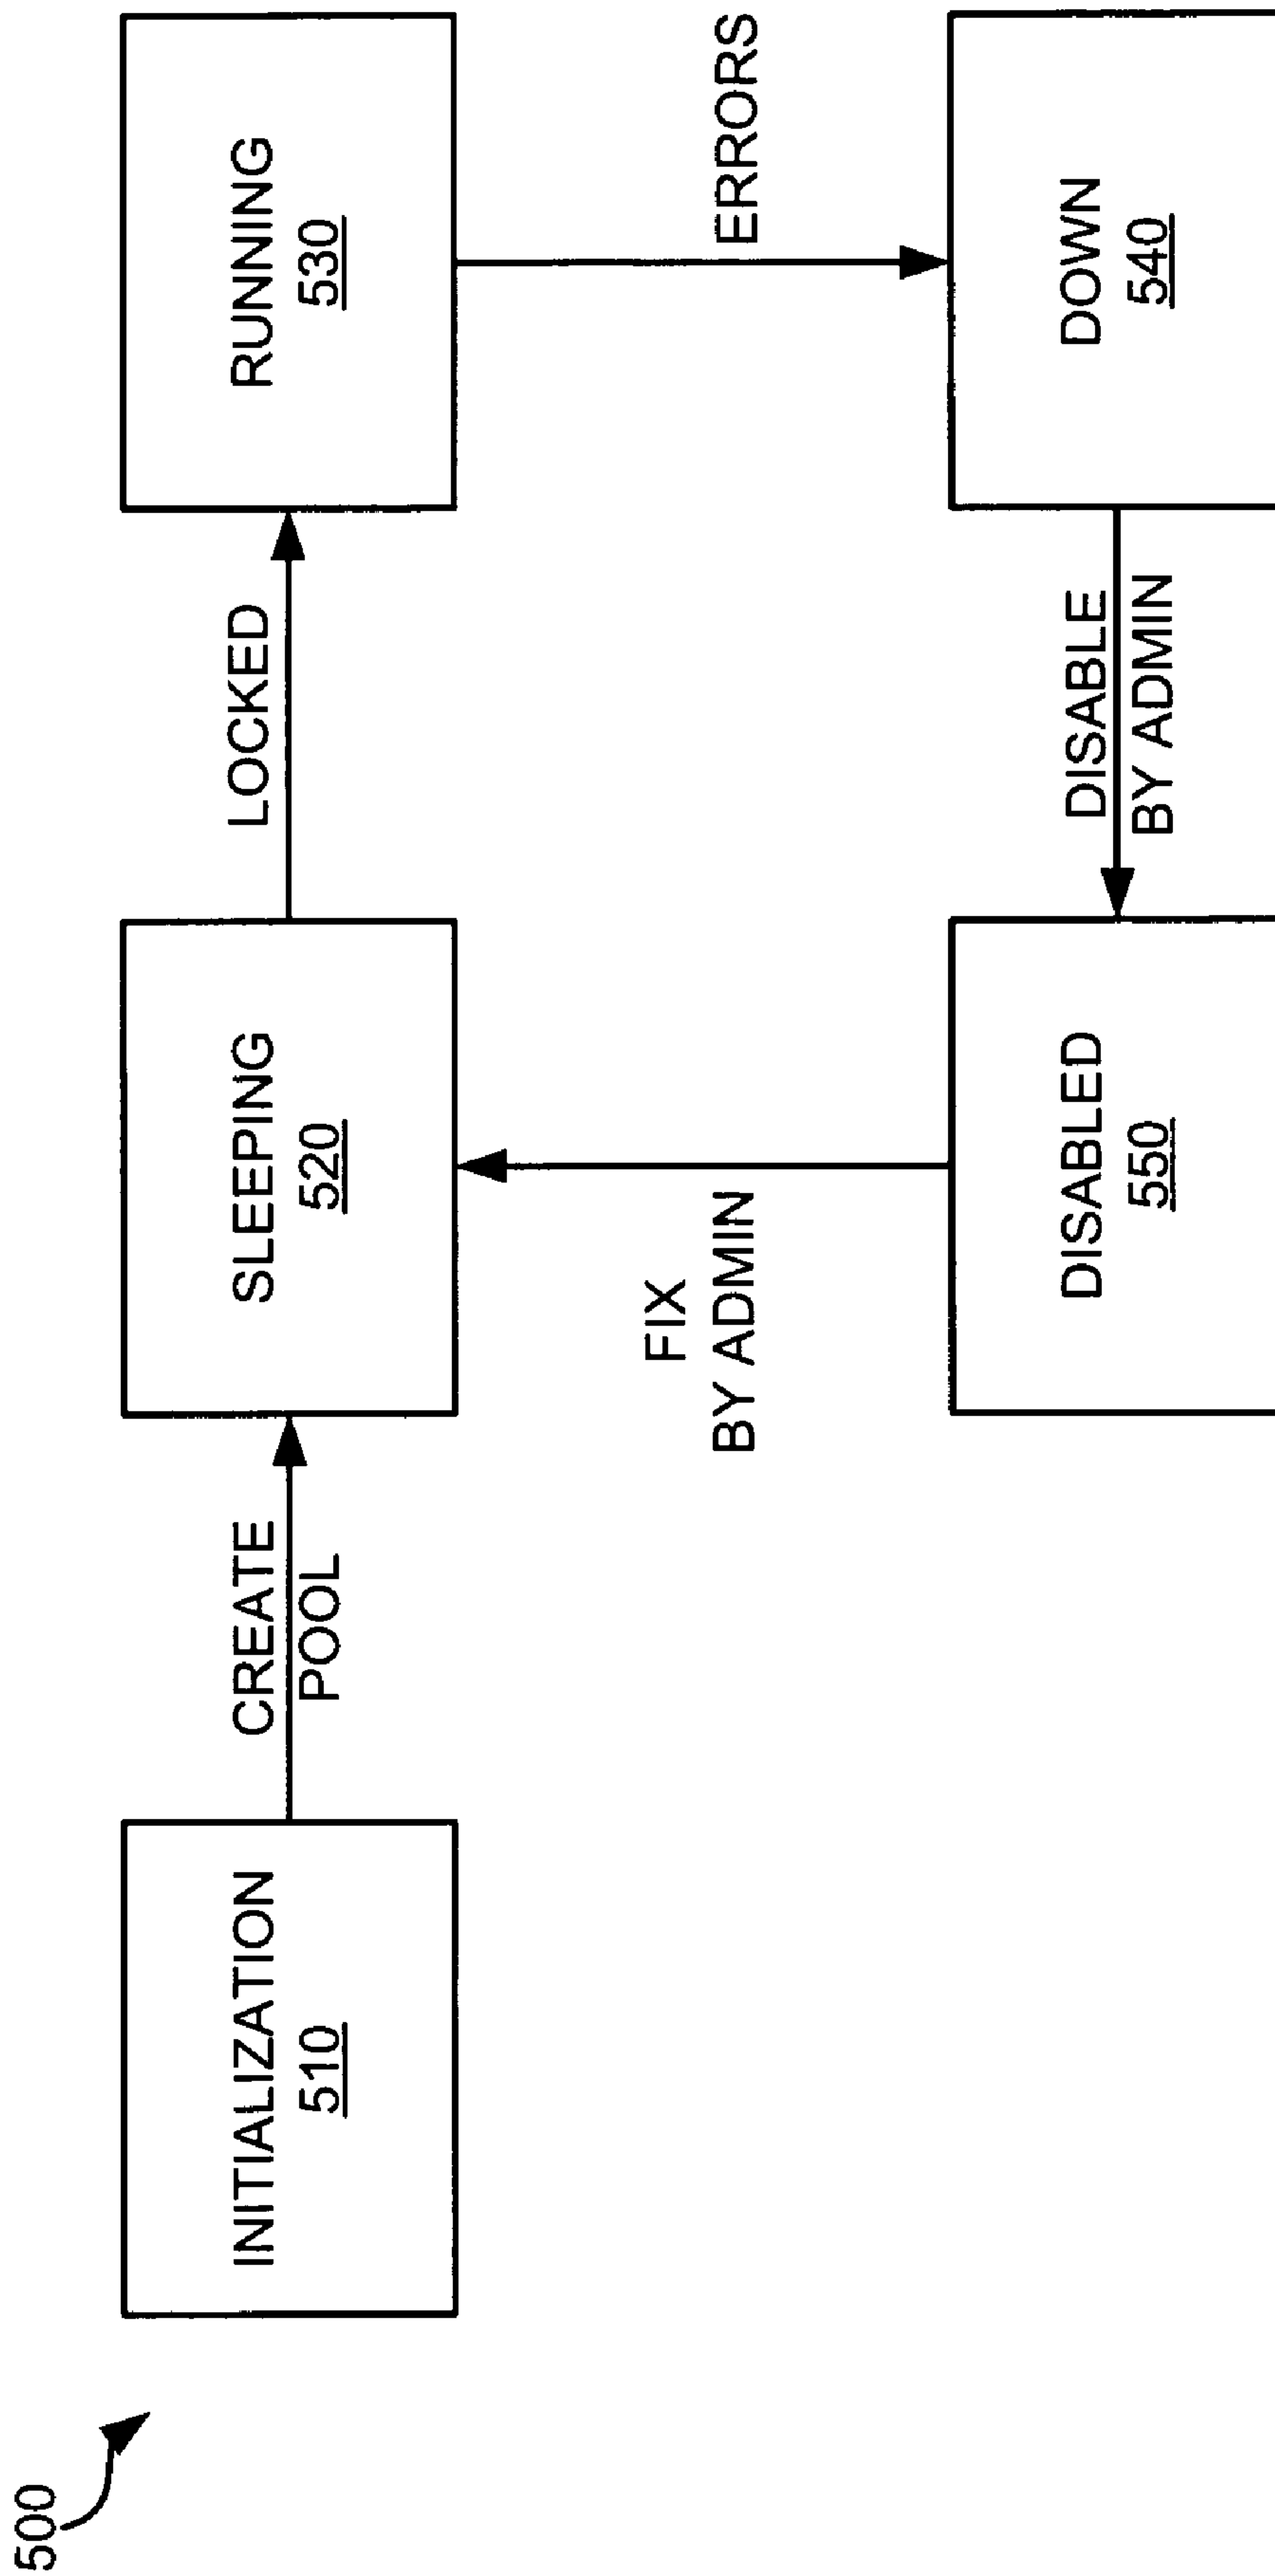 500
INITIALIZATION
510
CREATE
POOL
SLEEPING
520
LOCKED
RUNNING
530
FIX
BY ADMIN
ERRORS
DISABLED
550
DISABLE
BY ADMIN
DOWN
540